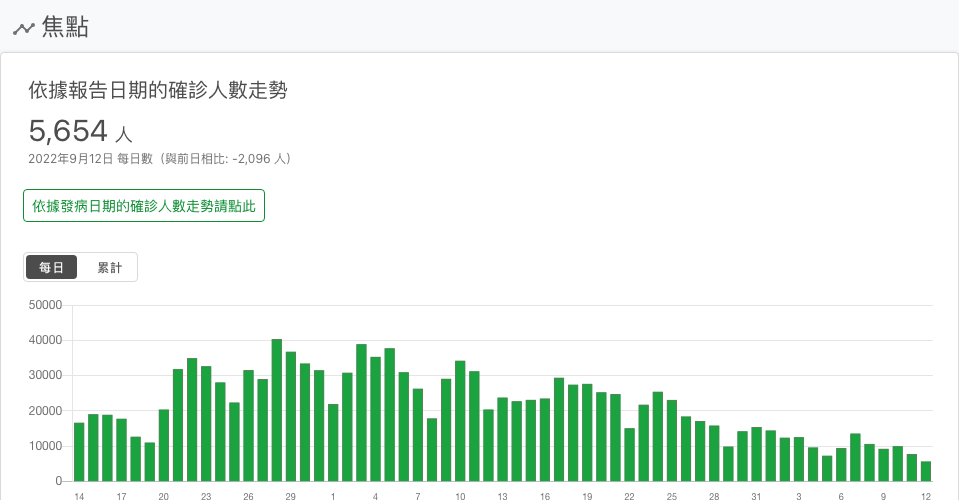 焦點
依據報告日期的確診人數走勢
5,654 人
2022年9月12日 每日數（與前日相比: -2,096 人）
依據發病日期的確診人數走勢請點此
每日 累計
50000
40000
30000
20000
10000
0
14 17 20 23 26 29 1 4 7 10 13 16 19 22 25 28 31 3 6 9 12